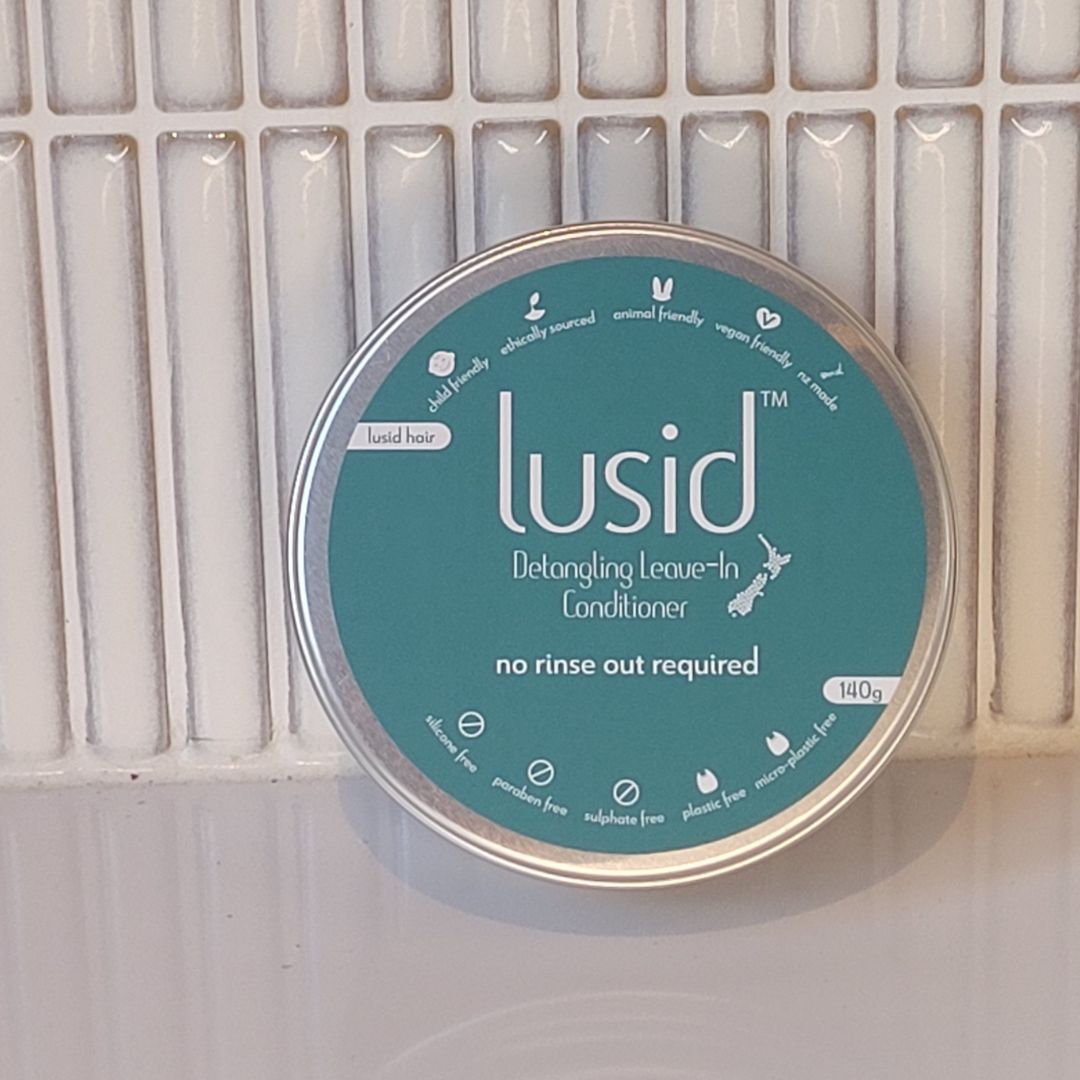 child friendly
ethically sourced
animal friendly
vegan friendly
nz made
lusid hair
lusid™
Detangling Leave-In
Conditioner
no rinse out required
140g
silicone free
paraben free
sulphate free
plastic free
micro-plastic free